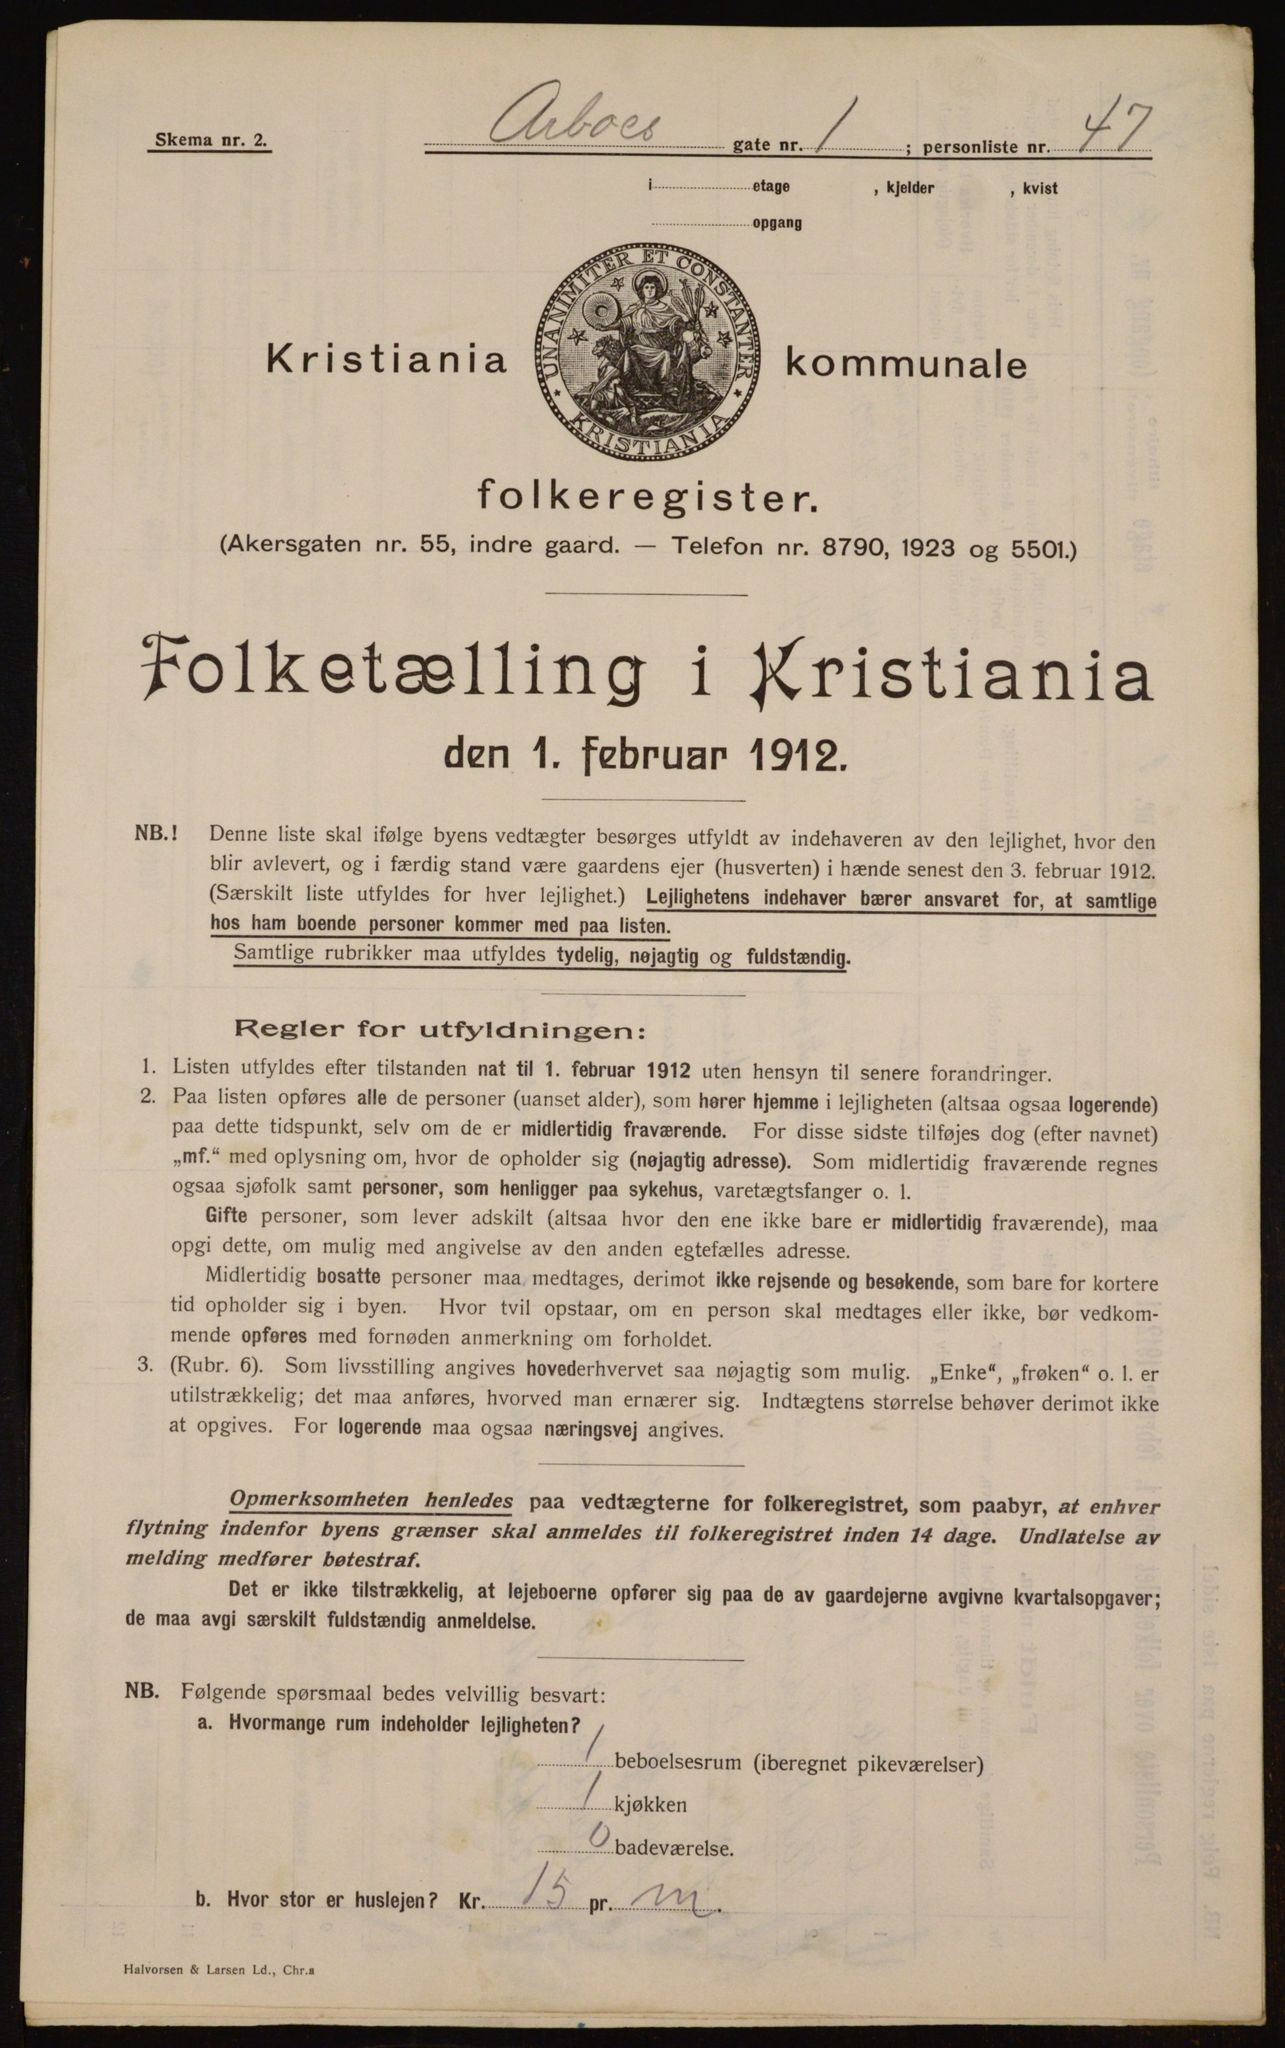 Skema nr. 2.
Arboes gate nr. 1; personliste nr. 47
i etage , kjelder , kvist
opgang
UNANIMITER ET CONSTANTER
KRISTIANIA
Kristiania kommunale
folkeregister.
(Akersgaten nr. 55, indre gaard. — Telefon nr. 8790, 1923 og 5501.)
Folketælling i Kristiania
den 1. februar 1912.
NB.! Denne liste skal ifølge byens vedtægter besørges utfyldt av indehaveren av den lejlighet, hvor den
blir avlevert, og i færdig stand være gaardens ejer (husverten) i hænde senest den 3. februar 1912.
(Særskilt liste utfyldes for hver lejlighet.) Lejlighetens indehaver bærer ansvaret for, at samtlige
hos ham boende personer kommer med paa listen.
Samtlige rubrikker maa utfyldes tydelig, nøjagtig og fuldstændig.
Regler for utfyldningen:
1. Listen utfyldes efter tilstanden nat til 1. februar 1912 uten hensyn til senere forandringer.
2. Paa listen opføres alle de personer (uanset alder), som hører hjemme i lejligheten (altsaa ogsaa logerende)
paa dette tidspunkt, selv om de er midlertidig fraværende. For disse sidste tilføjes dog (efter navnet)
„mf.“ med oplysning om, hvor de opholder sig (nøjagtig adresse). Som midlertidig fraværende regnes
ogsaa sjøfolk samt personer, som henligger paa sykehus, varetægtsfanger o. l.
Gifte personer, som lever adskilt (altsaa hvor den ene ikke bare er midlertidig fraværende), maa
opgi dette, om mulig med angivelse av den anden egtefælles adresse.
Midlertidig bosatte personer maa medtages, derimot ikke rejsende og besøkende, som bare for kortere
tid opholder sig i byen. Hvor tvil opstaar, om en person skal medtages eller ikke, bør vedkom-
mende opføres med fornøden anmerkning om forholdet.
3. (Rubr. 6). Som livsstilling angives hovederhvervet saa nøjagtig som mulig. „Enke“, „frøken“ o. l. er
utilstrækkelig; det maa anføres, hvorved man ernærer sig. Indtægtens størrelse behøver derimot ikke
at opgives. For logerende maa ogsaa næringsvej angives.
Opmerksomheten henledes paa vedtægterne for folkeregistret, som paabyr, at enhver
flytning indenfor byens grænser skal anmeldes til folkeregistret inden 14 dage. Undlatelse av
melding medfører bøtestraf.
Det er ikke tilstrækkelig, at lejeboerne opfører sig paa de av gaardejerne avgivne kvartalsopgaver;
de maa avgi særskilt fuldstændig anmeldelse.
NB. Følgende spørsmaal bedes velvillig besvart:
a. Hvormange rum indeholder lejligheten?
1 beboelsesrum (iberegnet pikeværelser)
1 kjøkken
0 badeværelse.
b. Hvor stor er huslejen? Kr. 15 pr. m.
Halvorsen & Larsen Ld., Chr.a